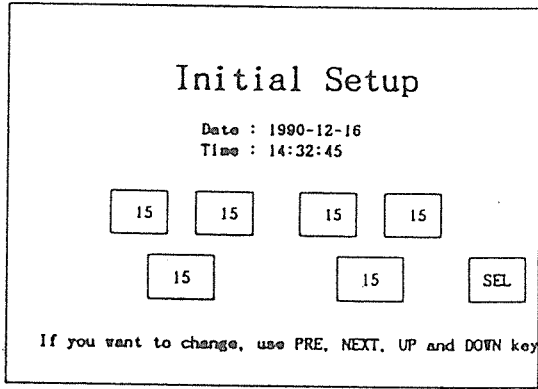 Initial Setup
Date : 1990-12-16
Time : 14:32:45
15 15 15 15
15 15 SEL
If you want to change, use PRE, NEXT, UP and DOWN key